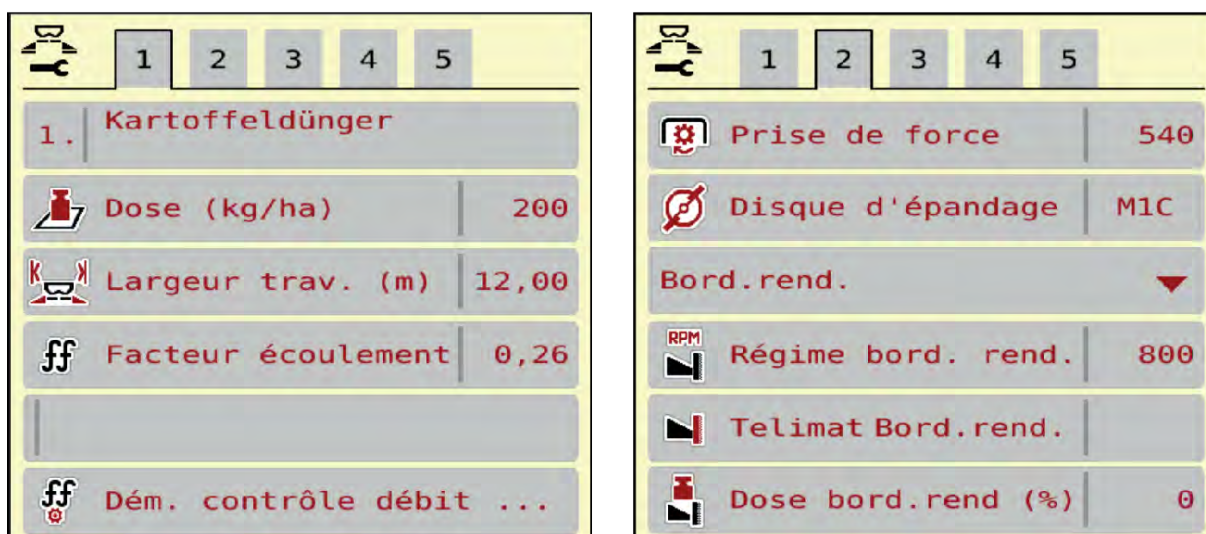 1 2 3 4 5
1. Kartoffeldünger
Dose (kg/ha) 200
Largeur trav. (m) 12,00
ff Facteur écoulement 0,26
ff Dém. contrôle débit ...
1 2 3 4 5
Prise de force 540
Disque d'épandage M1C
Bord.rend.
RPM Régime bord. rend. 800
Telimat Bord.rend.
Dose bord.rend (%) 0